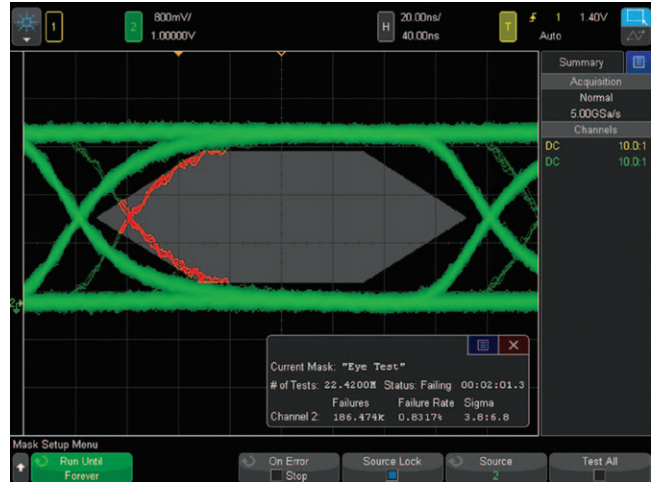 1
2
800mV/
1.00000V
H
20.00ns/
40.00ns
T
1
1.40V
Auto
Summary
Acquisition
Normal
5.00GSa/s
Channels
DC 10.0:1
DC 10.0:1
2
Current Mask: "Eye Test"
# of Tests: 22.4200M Status: Failing 00:02:01.3
Failures Failure Rate Sigma
Channel 2: 186.474k 0.8317% 3.8:6.8
Mask Setup Menu
Run Until
Forever
On Error
Stop
Source Lock
Source
2
Test All